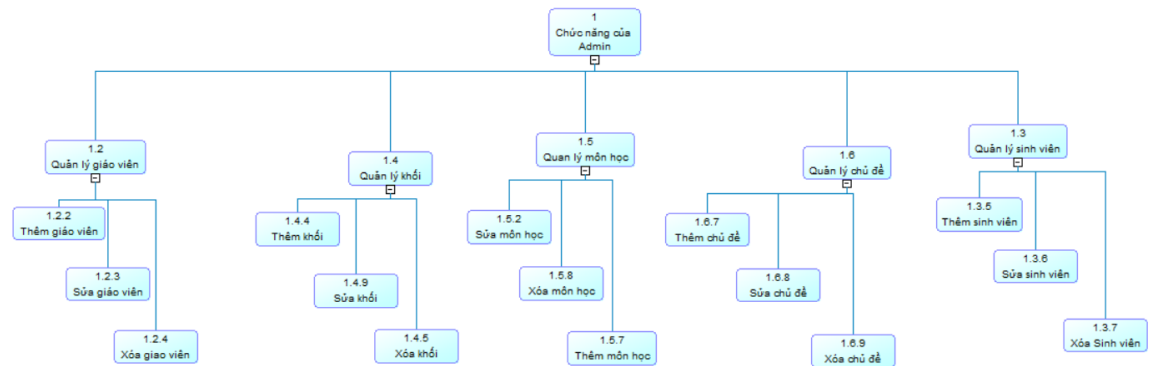 1
Chức năng của
Admin
1.2
Quản lý giáo viên
1.2.2
Thêm giáo viên
1.2.3
Sửa giáo viên
1.2.4
Xóa giao viên
1.4
Quản lý khối
1.4.4
Thêm khối
1.4.9
Sửa khối
1.4.5
Xóa khối
1.5
Quan lý môn học
1.5.2
Sửa môn học
1.5.8
Xóa môn học
1.5.7
Thêm môn học
1.6
Quản lý chủ đề
1.6.7
Thêm chủ đề
1.6.8
Sửa chủ đề
1.6.9
Xóa chủ đề
1.3
Quản lý sinh viên
1.3.5
Thêm sinh viên
1.3.6
Sửa sinh viên
1.3.7
Xóa Sinh viên